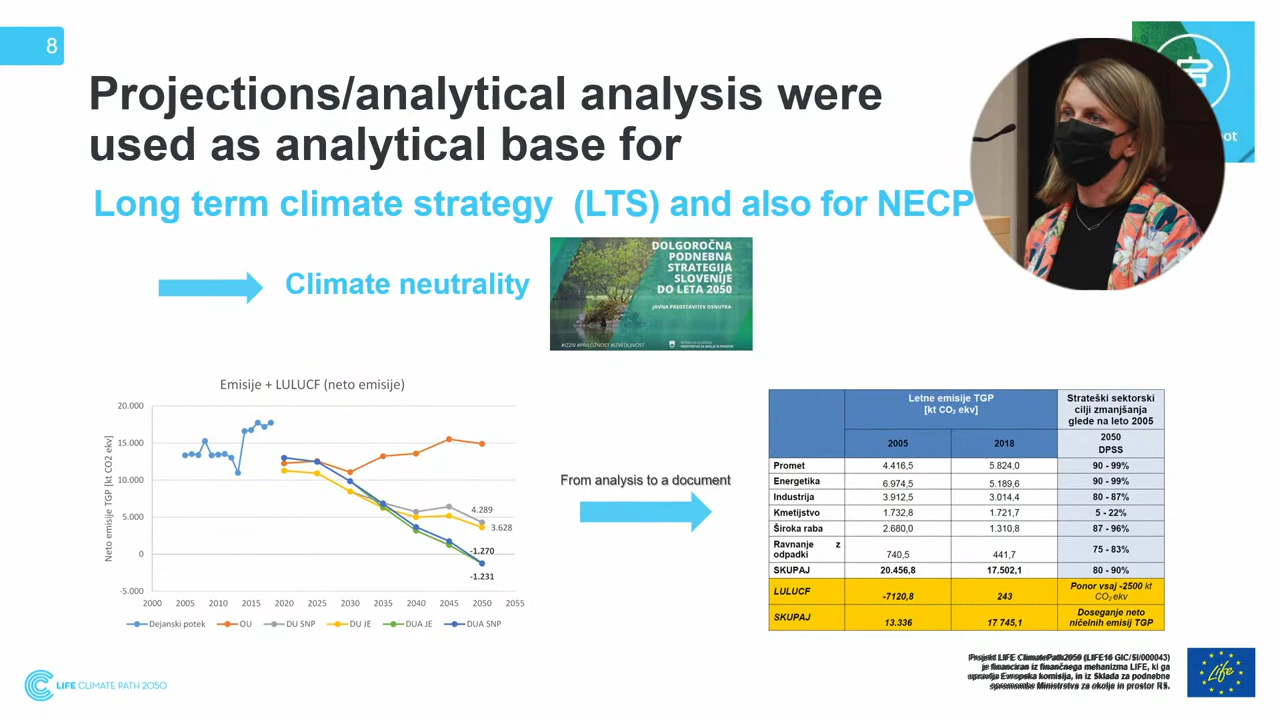 8
Projections/analytical analysis were
used as analytical base for
ot
Long term climate strategy (LTS) and also for NECP
Climate neutrality
DOLGOROČNA
PODNEBNA
STRATEGIJA
SLOVENIJE
DO LETA 2050
JAVNA PREDSTAVITEV OSNUTKA
#IZZIV #PRILOŽNOST #IZVEDLJIVOST
REPUBLIKA SLOVENIJA
MINISTRSTVO ZA OKOLJE IN PROSTOR
Emisije + LULUCF (neto emisije)
Neto emisije TGP [kt CO2 ekv]
20.000
15.000
10.000
5.000
0
-5.000
4.289
3.628
-1.270
-1.231
2000 2005 2010 2015 2020 2025 2030 2035 2040 2045 2050 2055
Dejanski potek OU DU SNP DU JE DUA JE DUA SNP
From analysis to a document
Letne emisije TGP
[kt CO₂ ekv]
Strateški sektorski
cilji zmanjšanja
glede na leto 2005
2005 2018 2050
DPSS
Promet 4.416,5 5.824,0 90 - 99%
Energetika 6.974,5 5.189,6 90 - 99%
Industrija 3.912,5 3.014,4 80 - 87%
Kmetijstvo 1.732,8 1.721,7 5 - 22%
Široka raba 2.680,0 1.310,8 87 - 96%
Ravnanje z
odpadki 740,5 441,7 75 - 83%
SKUPAJ 20.456,8 17.502,1 80 - 90%
LULUCF -7120,8 243 Ponor vsaj -2500 kt
CO₂ ekv
SKUPAJ 13.336 17 745,1 Doseganje neto
ničelnih emisij TGP
LIFE CLIMATE PATH 2050
Projekt LIFE ClimatePath2050 (LIFE16 GIC/SI/000043)
je financiran iz finančnega mehanizma LIFE, ki ga
upravlja Evropska komisija, in iz Sklada za podnebne
spremembe Ministrstva za okolje in prostor RS.
Life